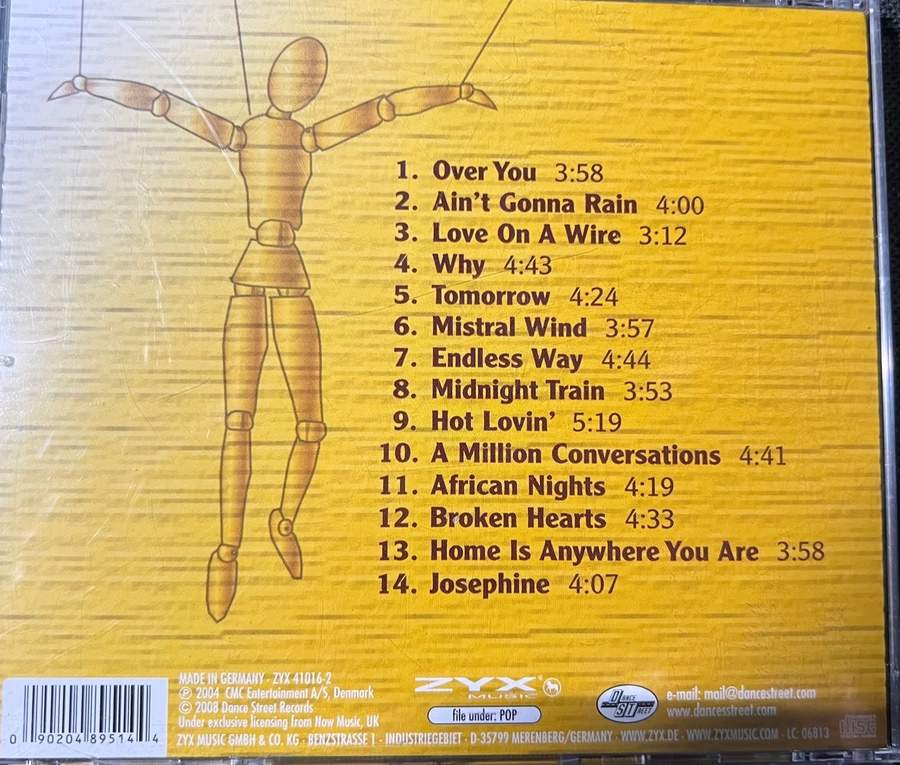 1. Over You 3:58
2. Ain't Gonna Rain 4:00
3. Love On A Wire 3:12
4. Why 4:43
5. Tomorrow 4:24
6. Mistral Wind 3:57
7. Endless Way 4:44
8. Midnight Train 3:53
9. Hot Lovin' 5:19
10. A Million Conversations 4:41
11. African Nights 4:19
12. Broken Hearts 4:33
13. Home Is Anywhere You Are 3:58
14. Josephine 4:07
MADE IN GERMANY · ZYX 41016-2
℗ 2004 CMC Entertainment A/S, Denmark
© 2008 Dance Street Records
Under exclusive licensing from Now Music, UK
ZYX MUSIC GMBH & CO. KG · BENZSTRASSE 1 · INDUSTRIEGEBIET · D-35799 MERENBERG/GERMANY · WWW.ZYX.DE · WWW.ZYXMUSIC.COM · LC: 06813
0 90204 89514 4
ZYX®
MUSIC
file under: POP
DANCE
STREET
e-mail: mail@dancestreet.com
www.dancestreet.com
disc